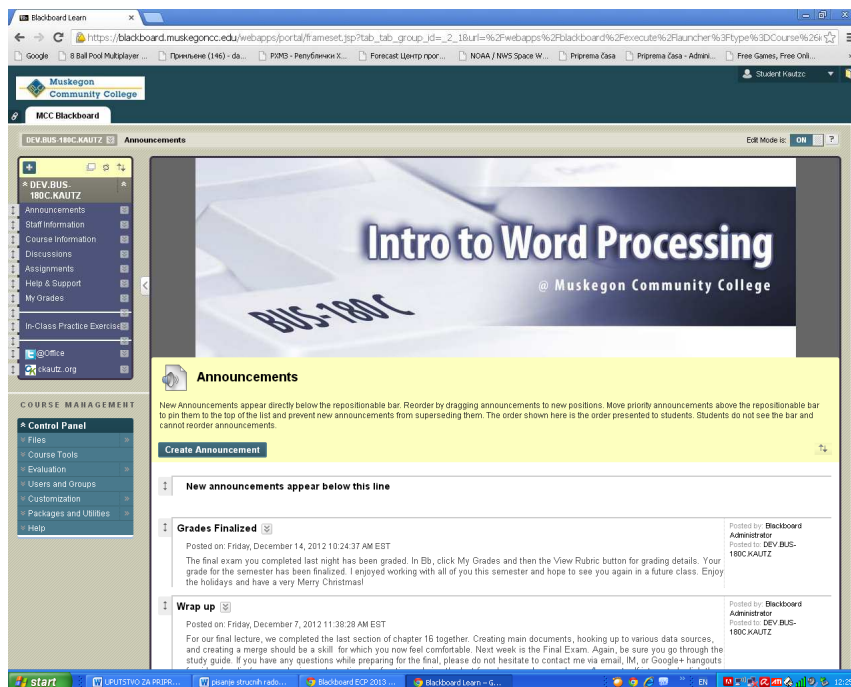 Blackboard Learn
https://blackboard.muskegoncc.edu/webapps/portal/frameset.jsp?tab_tab_group_id=_2_1&url=%2Fwebapps%2Fblackboard%2Fexecute%2Flauncher%3Ftype%3DCourse%26i
Google
8 Ball Pool Multiplayer ...
Прињьене (146) - da...
РХМЗ - Републички Х...
Forecast Центр прог...
NOAA / NWS Space W...
Priprema časa
Priprema časa - Admini...
Free Games, Free Onli...
Muskegon
Community College
Student Kautzc
MCC Blackboard
DEV.BUS-180C.KAUTZ
Announcements
Edit Mode is:
ON
?
DEV.BUS-
180C.KAUTZ
Announcements
Staff Information
Course Information
Discussions
Assignments
Help & Support
My Grades
In-Class Practice Exercise
@Office
ckautz.org
COURSE MANAGEMENT
Control Panel
Files
Course Tools
Evaluation
Users and Groups
Customization
Packages and Utilities
Help
BUS-180 C
Intro to Word Processing
@ Muskegon Community College
Announcements
New Announcements appear directly below the repositionable bar. Reorder by dragging announcements to new positions. Move priority announcements above the repositionable bar
to pin them to the top of the list and prevent new announcements from superseding them. The order shown here is the order presented to students. Students do not see the bar and
cannot reorder announcements.
Create Announcement
New announcements appear below this line
Grades Finalized
Posted on: Friday, December 14, 2012 10:24:37 AM EST
The final exam you completed last night has been graded. In Bb, click My Grades and then the View Rubric button for grading details. Your
grade for the semester has been finalized. I enjoyed working with all of you this semester and hope to see you again in a future class. Enjoy
the holidays and have a very Merry Christmas!
Posted by: Blackboard
Administrator
Posted to: DEV.BUS-
180C.KAUTZ
Wrap up
Posted on: Friday, December 7, 2012 11:38:28 AM EST
For our final lecture, we completed the last section of chapter 16 together. Creating main documents, hooking up to various data sources,
and creating a merge should be a skill for which you now feel comfortable. Next week is the Final Exam. Again, be sure you go through the
study guide. If you have any questions while preparing for the final, please do not hesitate to contact me via email, IM, or Google+ hangouts
Posted by: Blackboard
Administrator
Posted to: DEV.BUS-
180C.KAUTZ
start
UPUTSTVO ZA PRIPR...
pisanje strucnih rado...
Blackboard ECP 2013 ...
Blackboard Learn – G...
EN